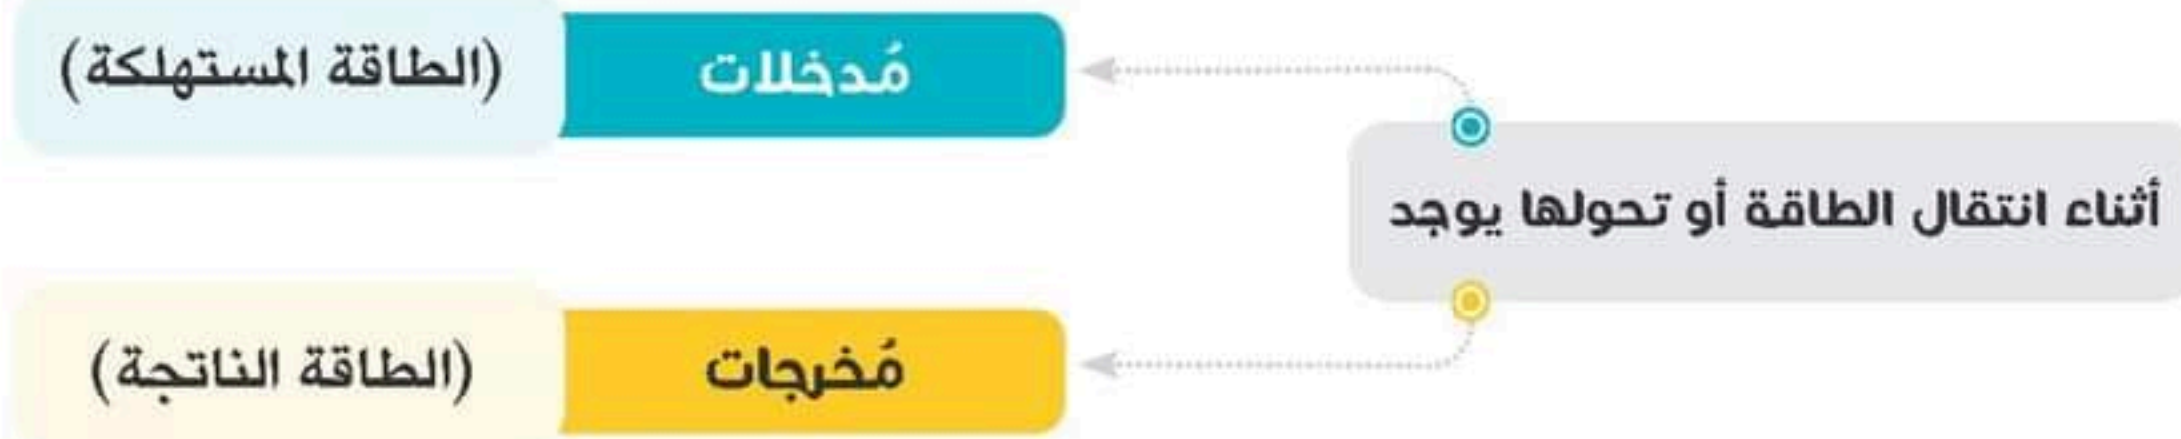 أثناء انتقال الطاقة أو تحولها يوجد
مُدخلات
(الطاقة المستهلكة)
مُخرجات
(الطاقة الناتجة)